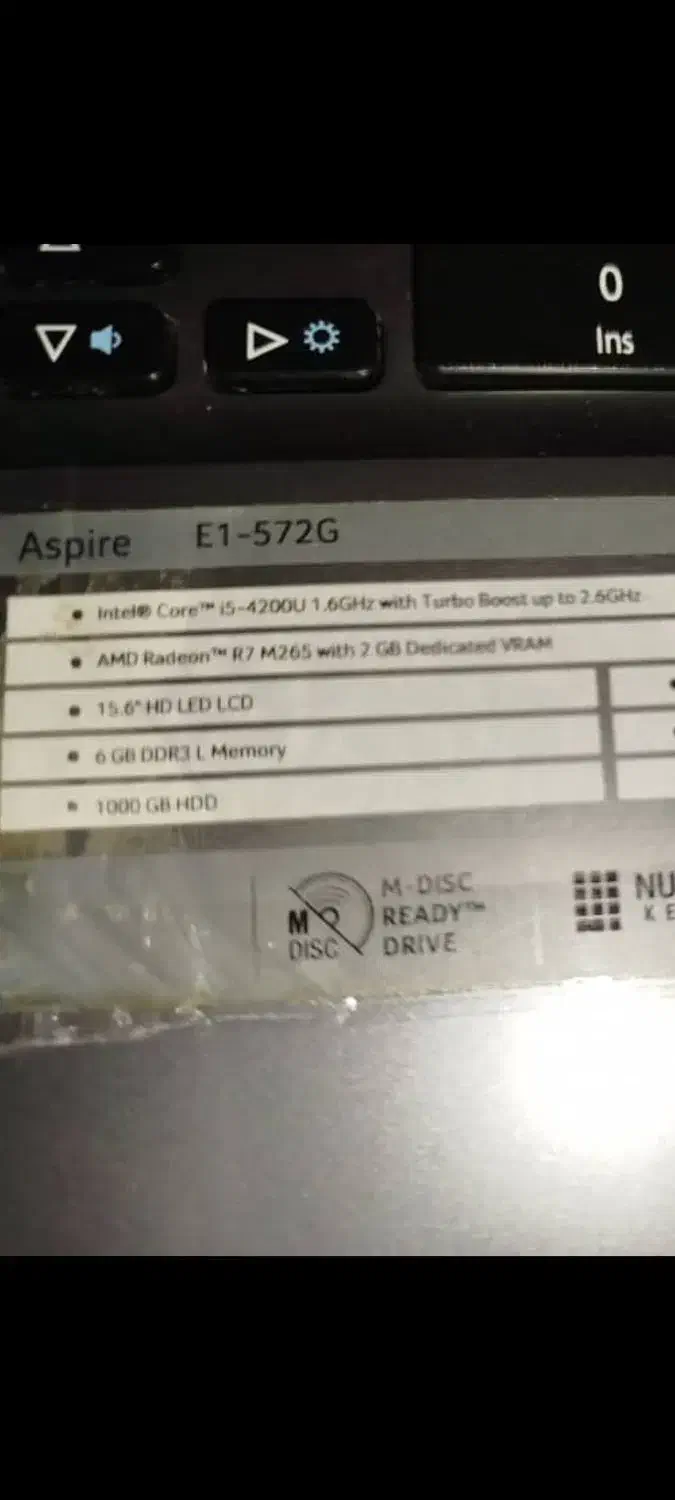 0
Ins
Aspire E1-572G
• Intel® Core™ i5-4200U 1.6GHz with Turbo Boost up to 2.6GHz
• AMD Radeon™ R7 M265 with 2 GB Dedicated VRAM
• 15.6" HD LED LCD
• 6 GB DDR3 L Memory
• 1000 GB HDD
M DISC
M-DISC
READY™
DRIVE
NU
KE